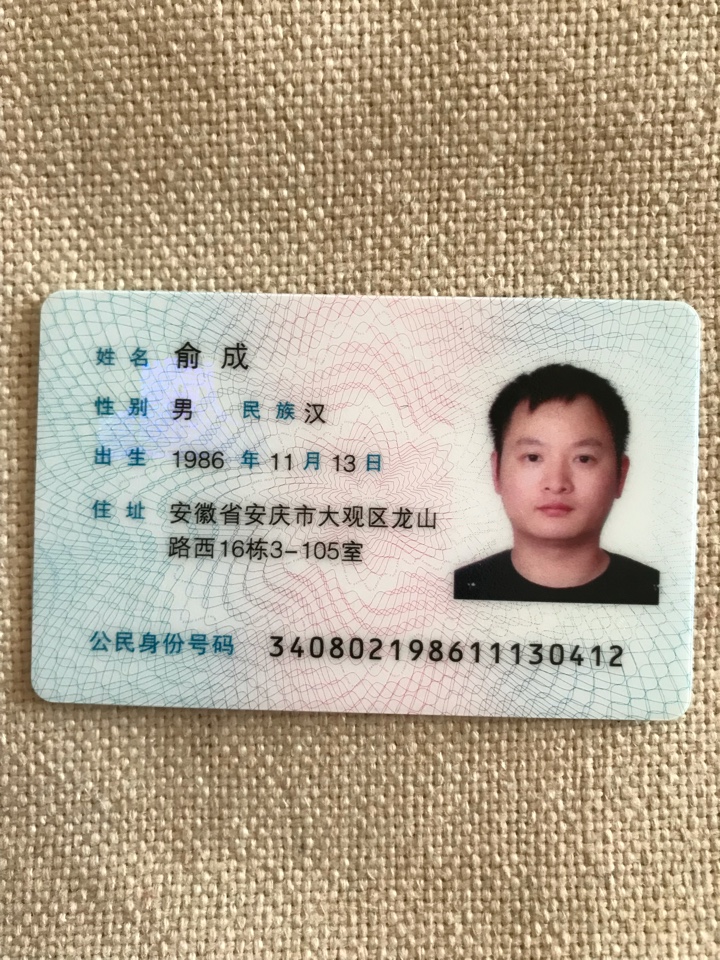 姓名 俞成
性别 男 民族 汉
出生 1986 年 11 月 13 日
住址 安徽省安庆市大观区龙山
路西16栋3-105室
公民身份号码 340802198611130412